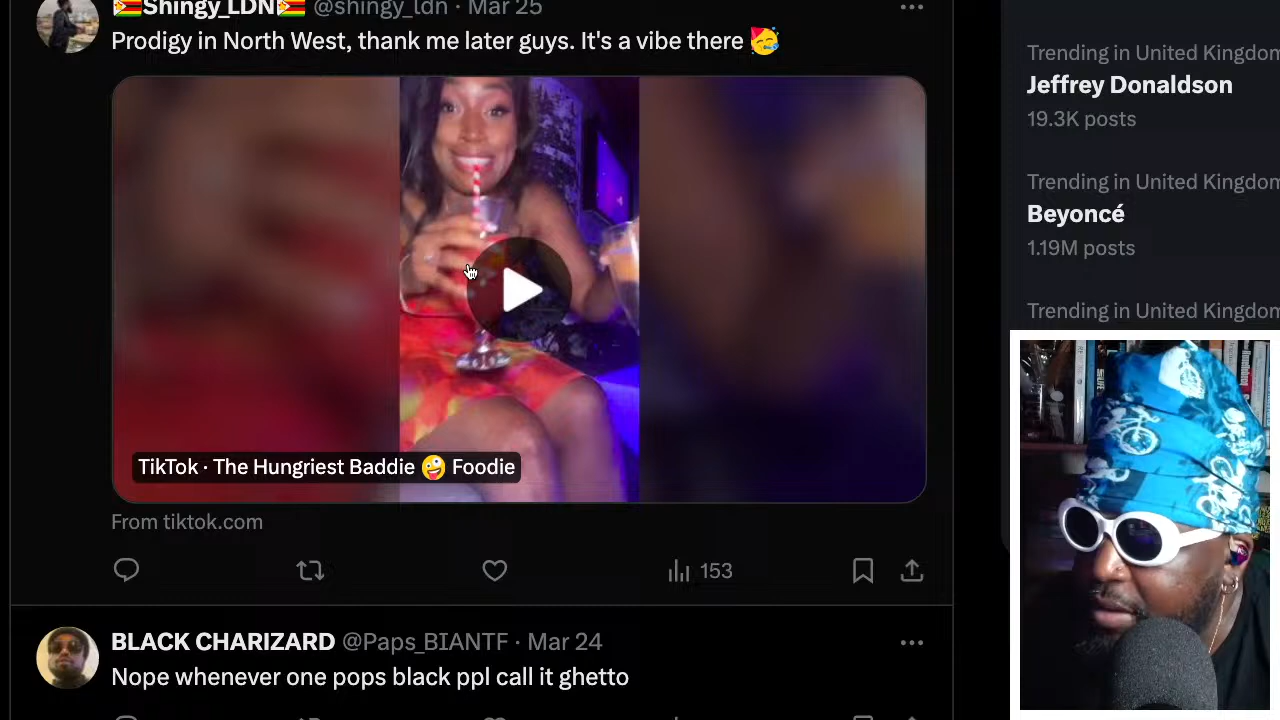 🇿🇼Shingy_LDN🇿🇼 @shingy_ldn · Mar 25
Prodigy in North West, thank me later guys. It's a vibe there 🥳
TikTok · The Hungriest Baddie 🤪 Foodie
From tiktok.com
153
BLACK CHARIZARD @Paps_BIANTF · Mar 24
Nope whenever one pops black ppl call it ghetto
Trending in United Kingdom
Jeffrey Donaldson
19.3K posts
Trending in United Kingdom
Beyoncé
1.19M posts
Trending in United Kingdom